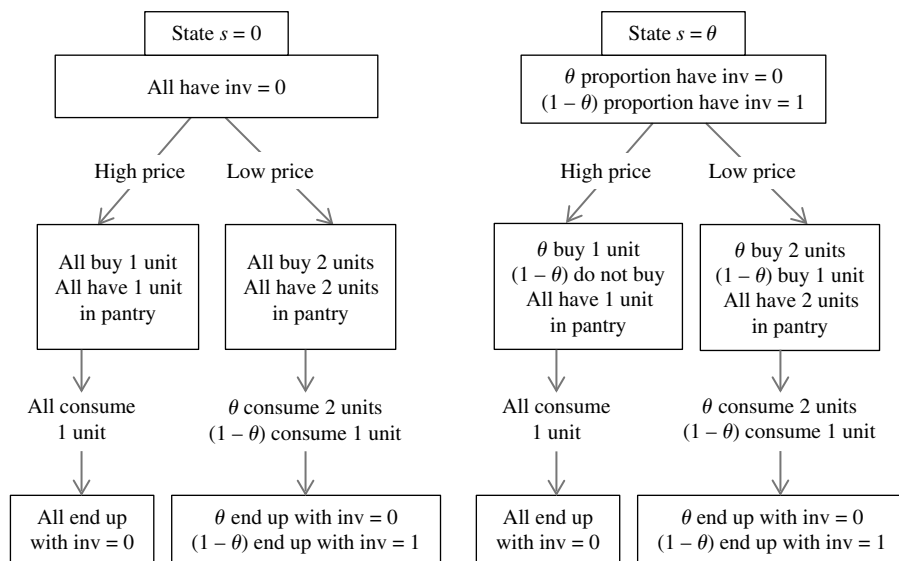 State s = 0
All have inv = 0
High price
Low price
All buy 1 unit
All have 1 unit
in pantry
All buy 2 units
All have 2 units
in pantry
All consume
1 unit
θ consume 2 units
(1 – θ) consume 1 unit
All end up
with inv = 0
θ end up with inv = 0
(1 – θ) end up with inv = 1
State s = θ
θ proportion have inv = 0
(1 – θ) proportion have inv = 1
High price
Low price
θ buy 1 unit
(1 – θ) do not buy
All have 1 unit
in pantry
θ buy 2 units
(1 – θ) buy 1 unit
All have 2 units
in pantry
All consume
1 unit
θ consume 2 units
(1 – θ) consume 1 unit
All end up
with inv = 0
θ end up with inv = 0
(1 – θ) end up with inv = 1